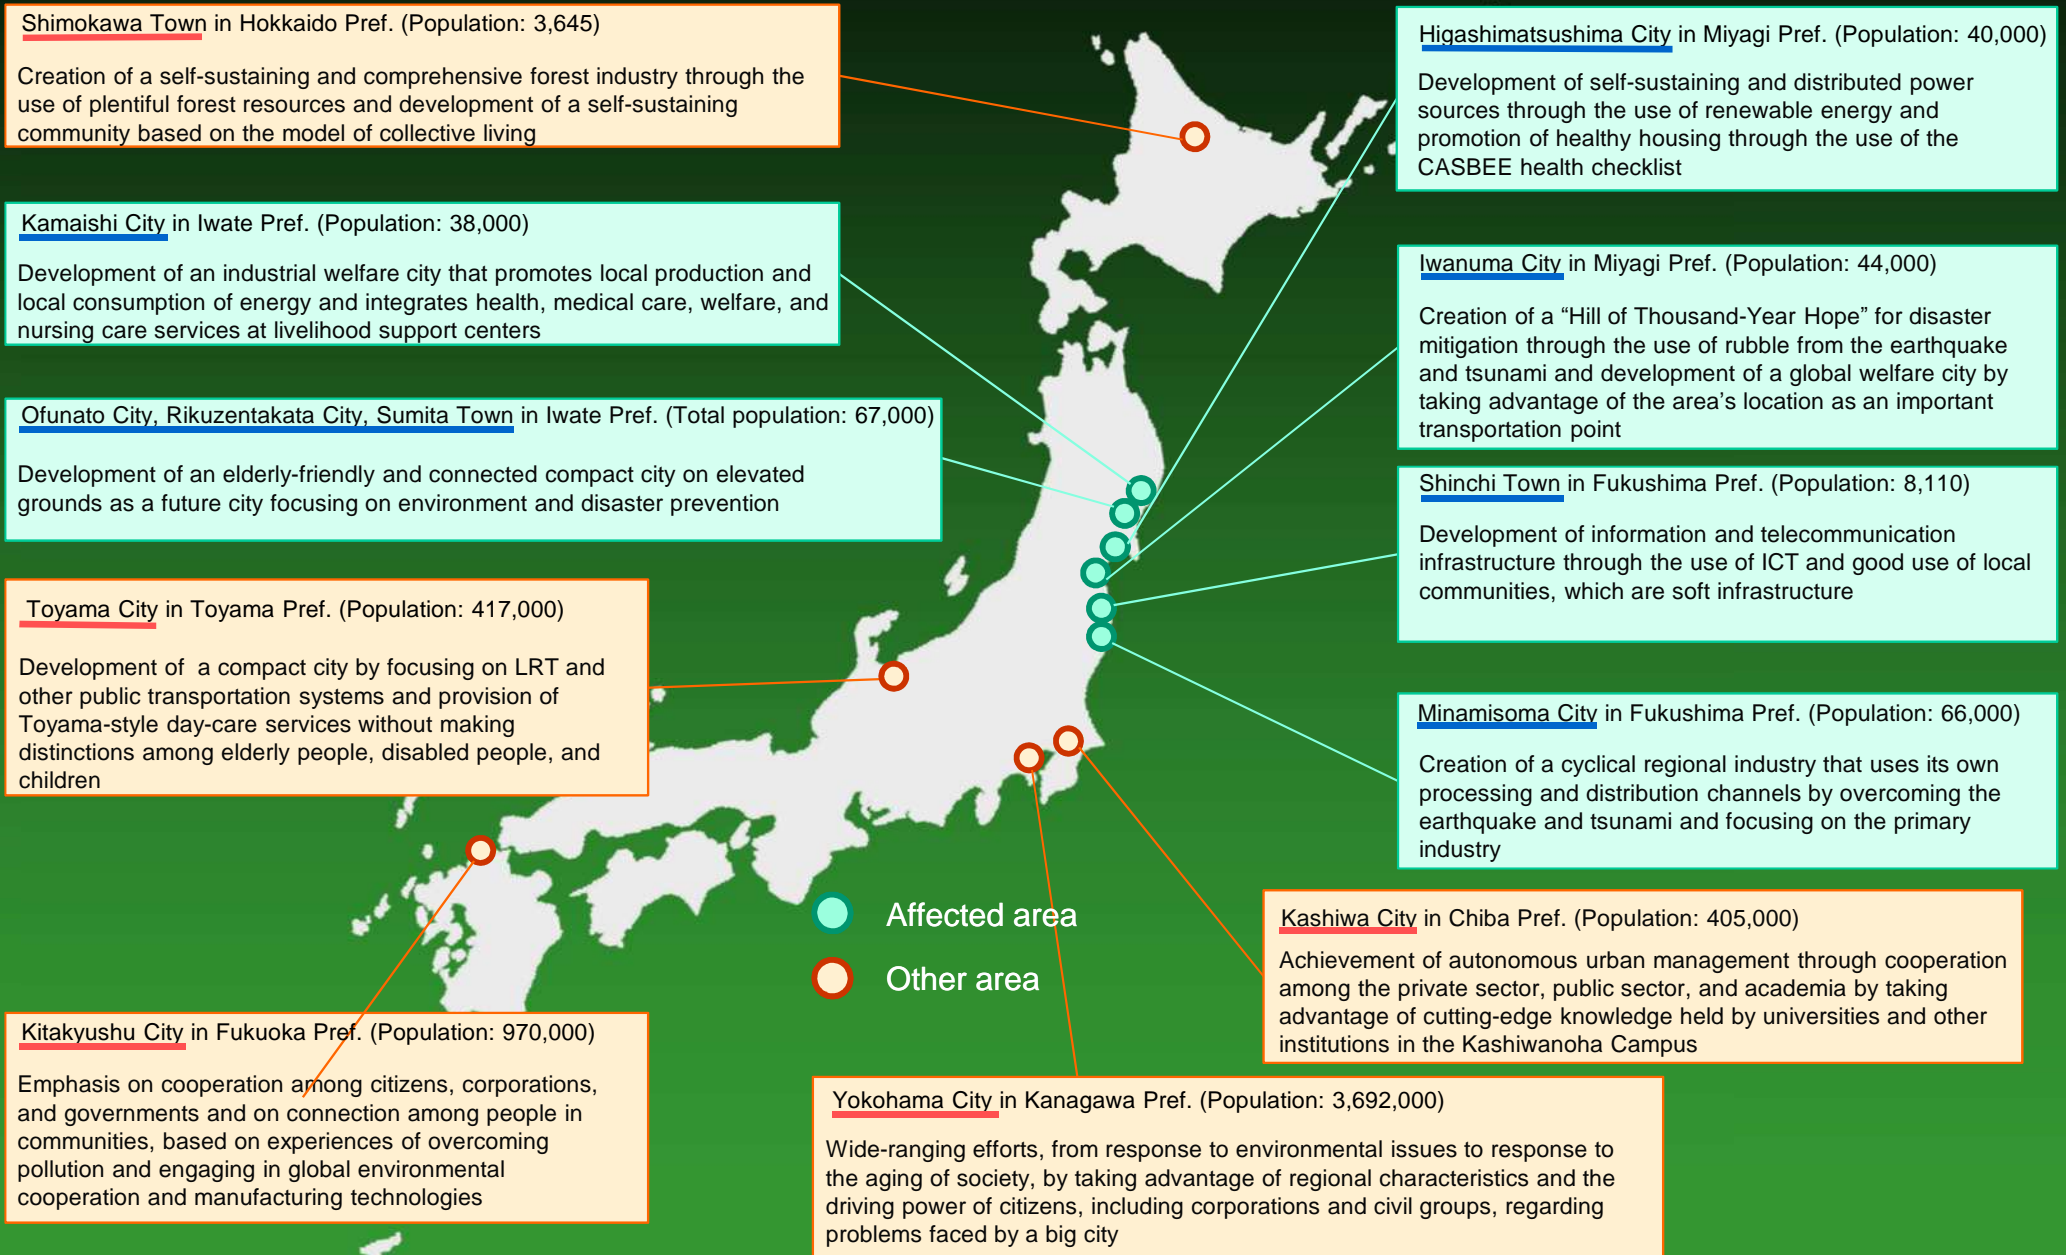 Shimokawa Town in Hokkaido Pref. (Population: 3,645)
Creation of a self-sustaining and comprehensive forest industry through the
use of plentiful forest resources and development of a self-sustaining
community based on the model of collective living
Kamaishi City in Iwate Pref. (Population: 38,000)
Development of an industrial welfare city that promotes local production and
local consumption of energy and integrates health, medical care, welfare, and
nursing care services at livelihood support centers
Ofunato City, Rikuzentakata City, Sumita Town in Iwate Pref. (Total population: 67,000)
Development of an elderly-friendly and connected compact city on elevated
grounds as a future city focusing on environment and disaster prevention
Toyama City in Toyama Pref. (Population: 417,000)
Development of a compact city by focusing on LRT and
other public transportation systems and provision of
Toyama-style day-care services without making
distinctions among elderly people, disabled people, and
children
Kitakyushu City in Fukuoka Pref. (Population: 970,000)
Emphasis on cooperation among citizens, corporations,
and governments and on connection among people in
communities, based on experiences of overcoming
pollution and engaging in global environmental
cooperation and manufacturing technologies
Higashimatsushima City in Miyagi Pref. (Population: 40,000)
Development of self-sustaining and distributed power
sources through the use of renewable energy and
promotion of healthy housing through the use of the
CASBEE health checklist
Iwanuma City in Miyagi Pref. (Population: 44,000)
Creation of a “Hill of Thousand-Year Hope” for disaster
mitigation through the use of rubble from the earthquake
and tsunami and development of a global welfare city by
taking advantage of the area’s location as an important
transportation point
Shinchi Town in Fukushima Pref. (Population: 8,110)
Development of information and telecommunication
infrastructure through the use of ICT and good use of local
communities, which are soft infrastructure
Minamisoma City in Fukushima Pref. (Population: 66,000)
Creation of a cyclical regional industry that uses its own
processing and distribution channels by overcoming the
earthquake and tsunami and focusing on the primary
industry
Affected area
Other area
Kashiwa City in Chiba Pref. (Population: 405,000)
Achievement of autonomous urban management through cooperation
among the private sector, public sector, and academia by taking
advantage of cutting-edge knowledge held by universities and other
institutions in the Kashiwanoha Campus
Yokohama City in Kanagawa Pref. (Population: 3,692,000)
Wide-ranging efforts, from response to environmental issues to response to
the aging of society, by taking advantage of regional characteristics and the
driving power of citizens, including corporations and civil groups, regarding
problems faced by a big city